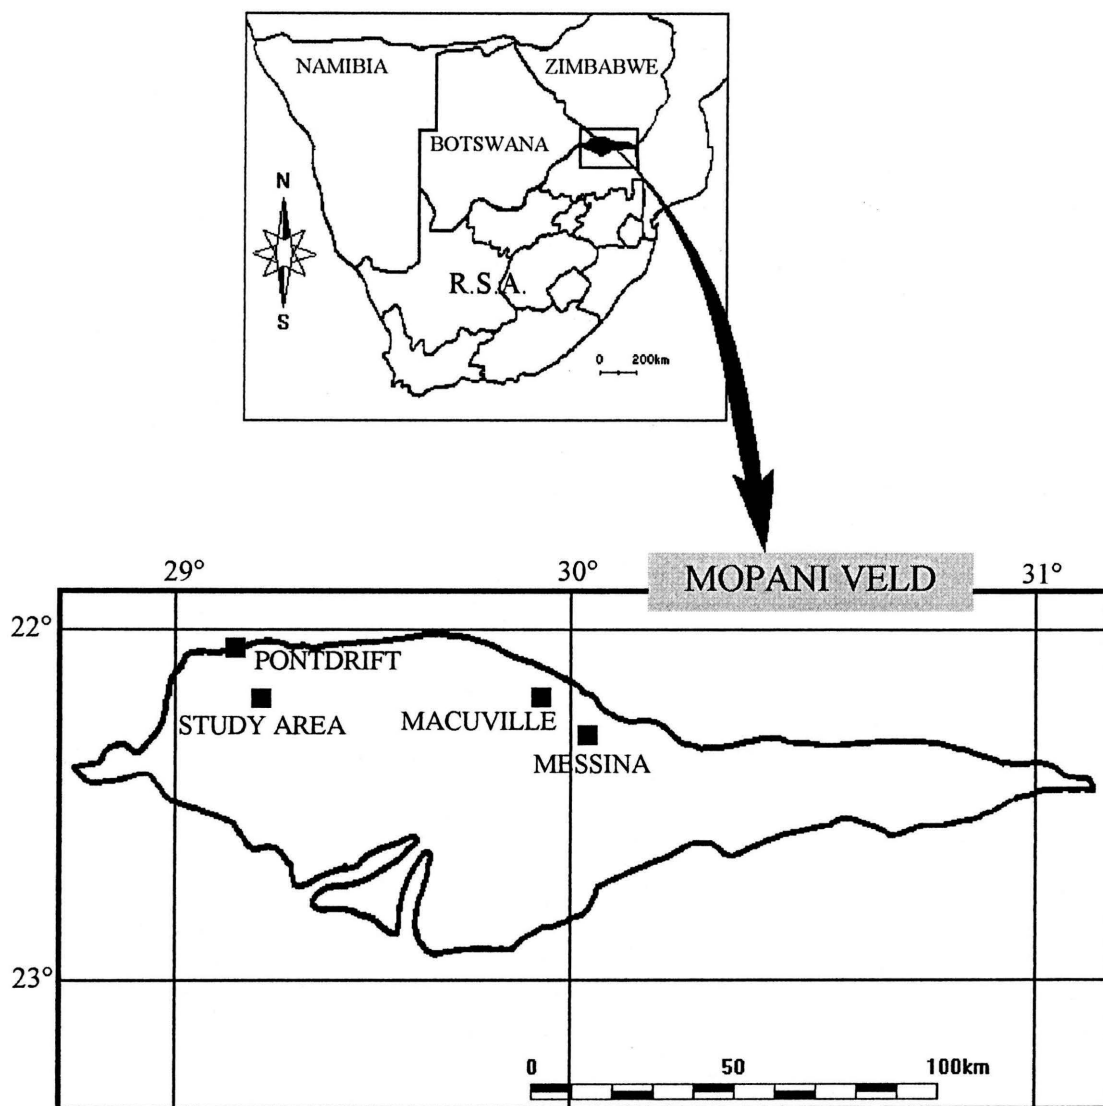 NAMIBIA
ZIMBABWE
BOTSWANA
N
S
R.S.A.
0 200km
29°
30°
MOPANI VELD
31°
22°
PONTDRIFT
STUDY AREA
MACUVILLE
MESSINA
23°
0 50 100km